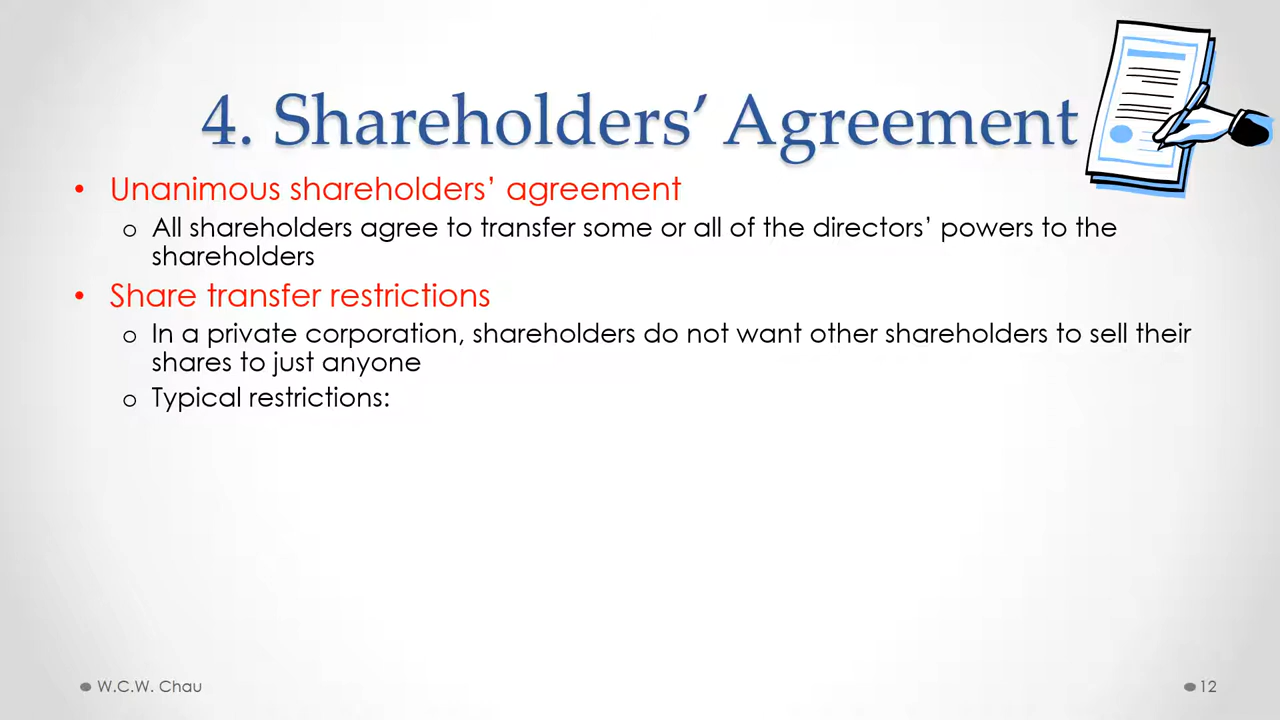 4. Shareholders’ Agreement
• Unanimous shareholders’ agreement
o All shareholders agree to transfer some or all of the directors’ powers to the
shareholders
• Share transfer restrictions
o In a private corporation, shareholders do not want other shareholders to sell their
shares to just anyone
o Typical restrictions:
W.C.W. Chau
12